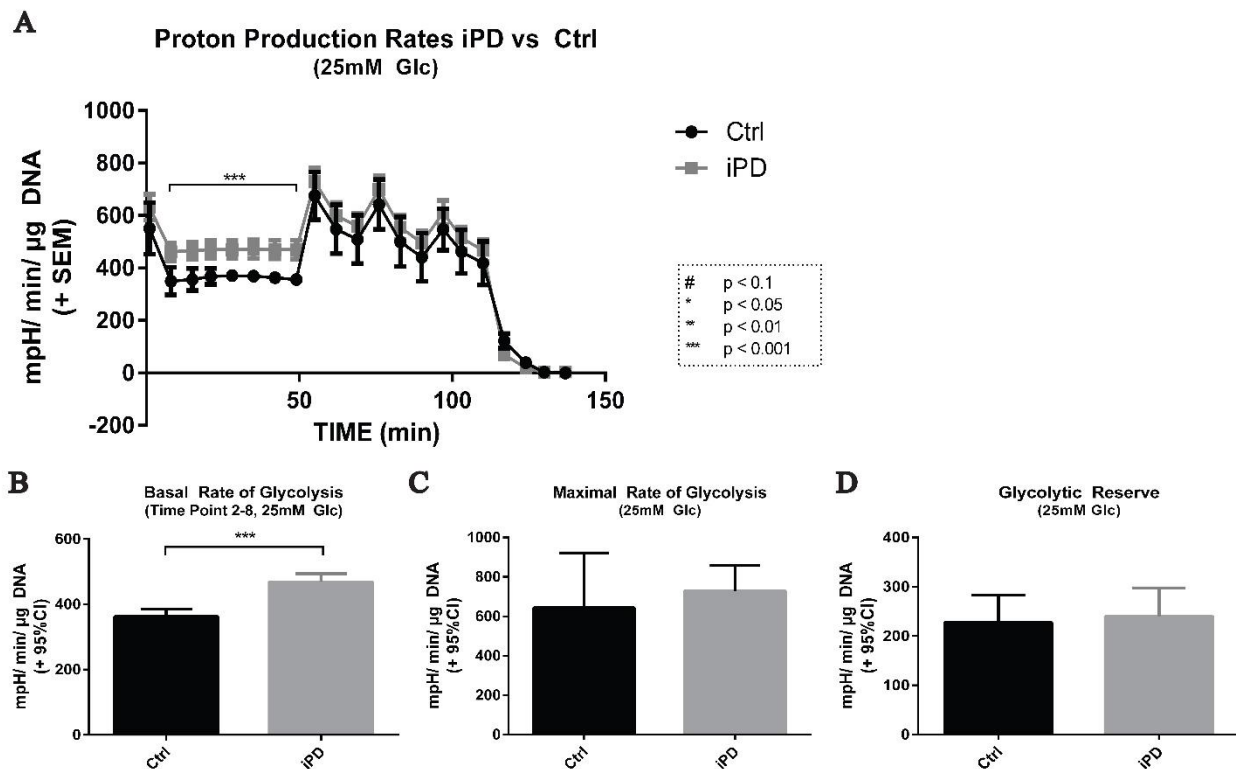 A
Proton Production Rates iPD vs Ctrl
(25mM Glc)
mpH/ min/ µg DNA
(+ SEM)
1000
800
600
400
200
0
-200
***
50
100
150
TIME (min)
Ctrl
iPD
# p < 0.1
* p < 0.05
** p < 0.01
*** p < 0.001
B
Basal Rate of Glycolysis
(Time Point 2-8, 25mM Glc)
mpH/ min/ µg DNA
(+ 95%CI)
600
400
200
0
***
Ctrl
iPD
C
Maximal Rate of Glycolysis
(25mM Glc)
mpH/ min/ µg DNA
(+ 95%CI)
1000
800
600
400
200
0
Ctrl
iPD
D
Glycolytic Reserve
(25mM Glc)
mpH/ min/ µg DNA
(+ 95%CI)
400
300
200
100
0
Ctrl
iPD